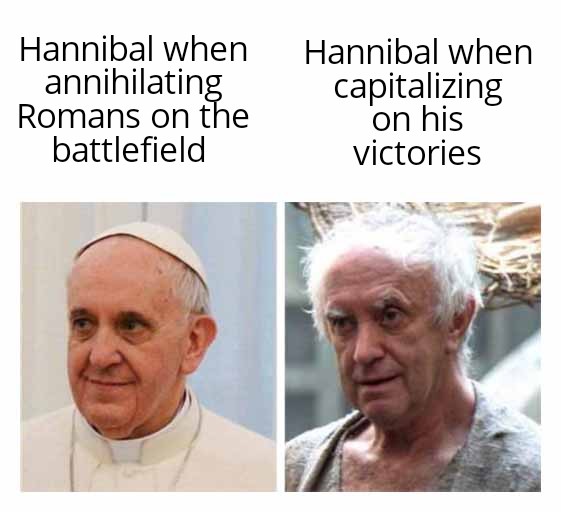 Hannibal when
annihilating
Romans on the
battlefield
Hannibal when
capitalizing
on his
victories